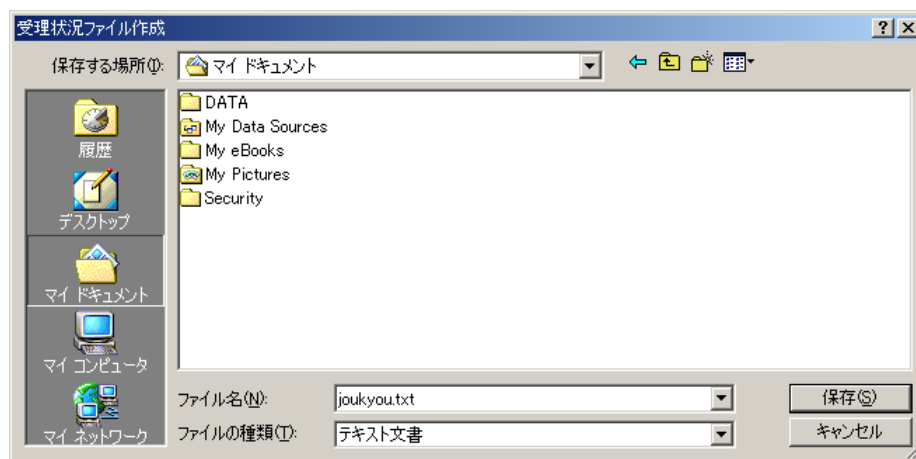 受理状況ファイル作成
保存する場所(I):
マイ ドキュメント
履歴
デスクトップ
マイ ドキュメント
マイ コンピュータ
マイ ネットワーク
DATA
My Data Sources
My eBooks
My Pictures
Security
ファイル名(N):
joukyou.txt
保存(S)
ファイルの種類(T):
テキスト文書
キャンセル